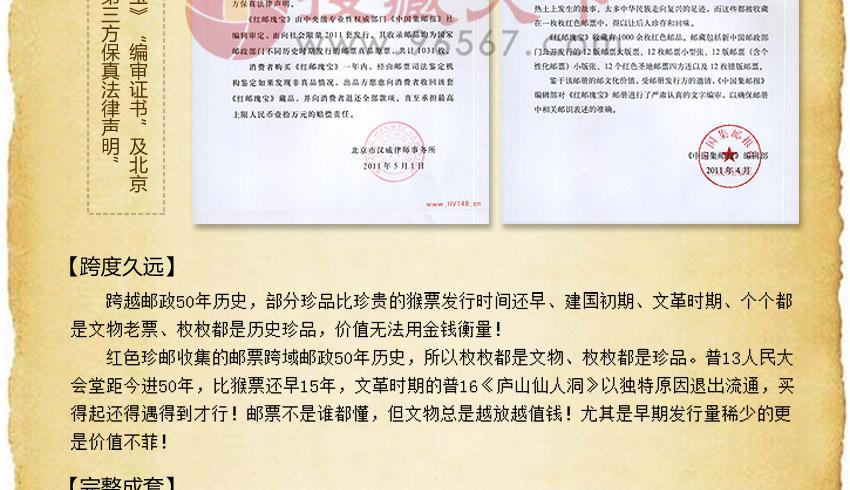 宝》“编审证书”及北京
第三方保真法律声明”
方保真法律声明。
《红邮瑰宝》由中央级专业性权威部门《中国集邮报》社
编辑审定。面向社会限量2011套发行。其收录邮品均为国家
邮政部门不同历史时期发行的邮票真品原票，共计1031枚。
消费者购买《红邮瑰宝》一年内。经由邮票司法鉴定机
构鉴定如果发现非真品情况，出品方愿意向消费者收回该套
《红邮瑰宝》藏品，并向消费者退还全部款项，直至承担最高
上限人民币壹拾万元的赔偿责任。
北京市汉威律师事务所
2011年5月1日
www.HV148.cn
热土上发生的故事，太多中华民族走向复兴的足迹，而这些都被收藏
在一枚枚红色邮票中，得以让后人珍存和回味。
《红邮瑰宝》收藏有1000余枚红色邮品。邮藏包括新中国邮政部
门公开发行的12版邮票大版票、12枚邮票小型张、12版邮票（含个
性化邮票）小版张、12个红色圣地邮票四方连以及12枚错版邮票。
鉴于该邮册的邮文化价值，受邮册发行方的邀请，《中国集邮报》
编辑部对《红邮瑰宝》邮册进行了严肃认真的文字编审，以确保邮册
中相关邮识表述的准确。
《中国集邮报》编辑部
2011年4月
www.96567.com
【跨度久远】
跨越邮政50年历史，部分珍品比珍贵的猴票发行时间还早、建国初期、文革时期、个个都
是文物老票、枚枚都是历史珍品，价值无法用金钱衡量！
红色珍邮收集的邮票跨域邮政50年历史，所以枚枚都是文物、枚枚都是珍品。普13人民大
会堂距今进50年，比猴票还早15年，文革时期的普16《庐山仙人洞》以独特原因退出流通，买
得起还得遇得到才行！邮票不是谁都懂，但文物总是越放越值钱！尤其是早期发行量稀少的更
是价值不菲！
【完整成套】